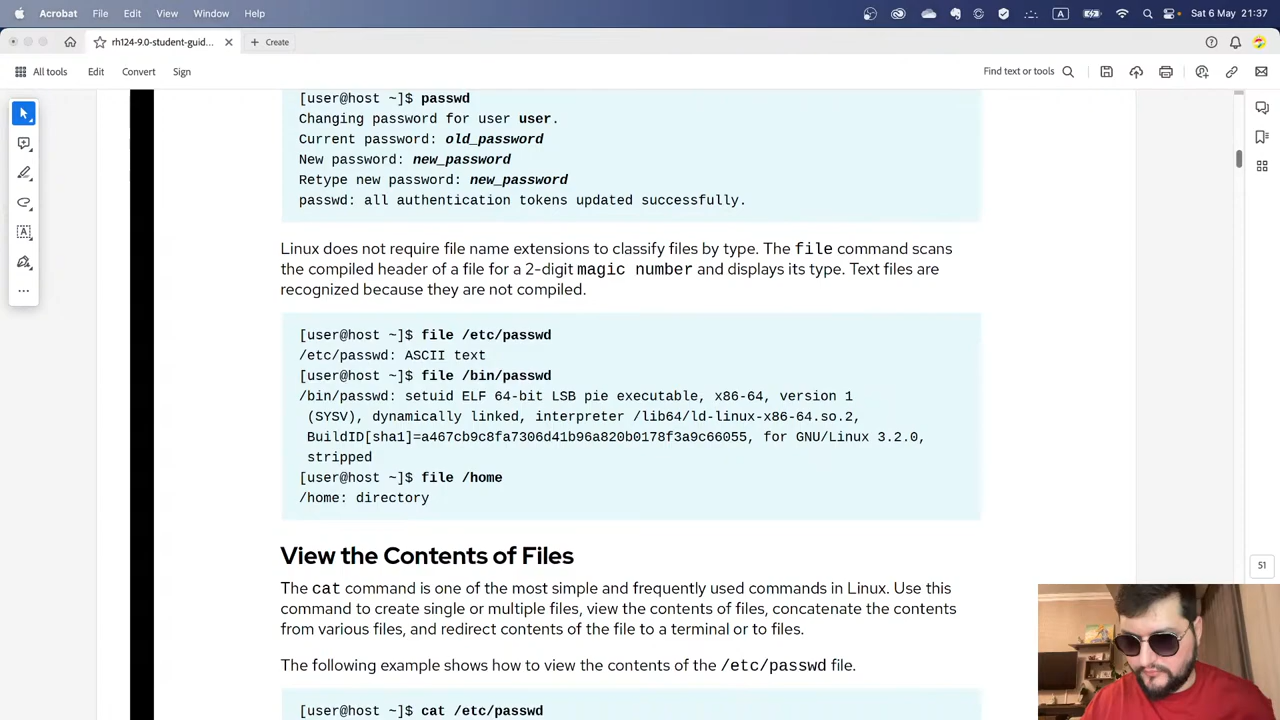 Acrobat File Edit View Window Help
A
Sat 6 May 21:37
rh124-9.0-student-guid...
Create
All tools Edit Convert Sign
Find text or tools
[user@host ~]$ passwd
Changing password for user user.
Current password: old_password
New password: new_password
Retype new password: new_password
passwd: all authentication tokens updated successfully.
Linux does not require file name extensions to classify files by type. The file command scans
the compiled header of a file for a 2-digit magic number and displays its type. Text files are
recognized because they are not compiled.
[user@host ~]$ file /etc/passwd
/etc/passwd: ASCII text
[user@host ~]$ file /bin/passwd
/bin/passwd: setuid ELF 64-bit LSB pie executable, x86-64, version 1
(SYSV), dynamically linked, interpreter /lib64/ld-linux-x86-64.so.2,
BuildID[sha1]=a467cb9c8fa7306d41b96a820b0178f3a9c66055, for GNU/Linux 3.2.0,
stripped
[user@host ~]$ file /home
/home: directory
View the Contents of Files
The cat command is one of the most simple and frequently used commands in Linux. Use this
command to create single or multiple files, view the contents of files, concatenate the contents
from various files, and redirect contents of the file to a terminal or to files.
51
The following example shows how to view the contents of the /etc/passwd file.
[user@host ~]$ cat /etc/passwd